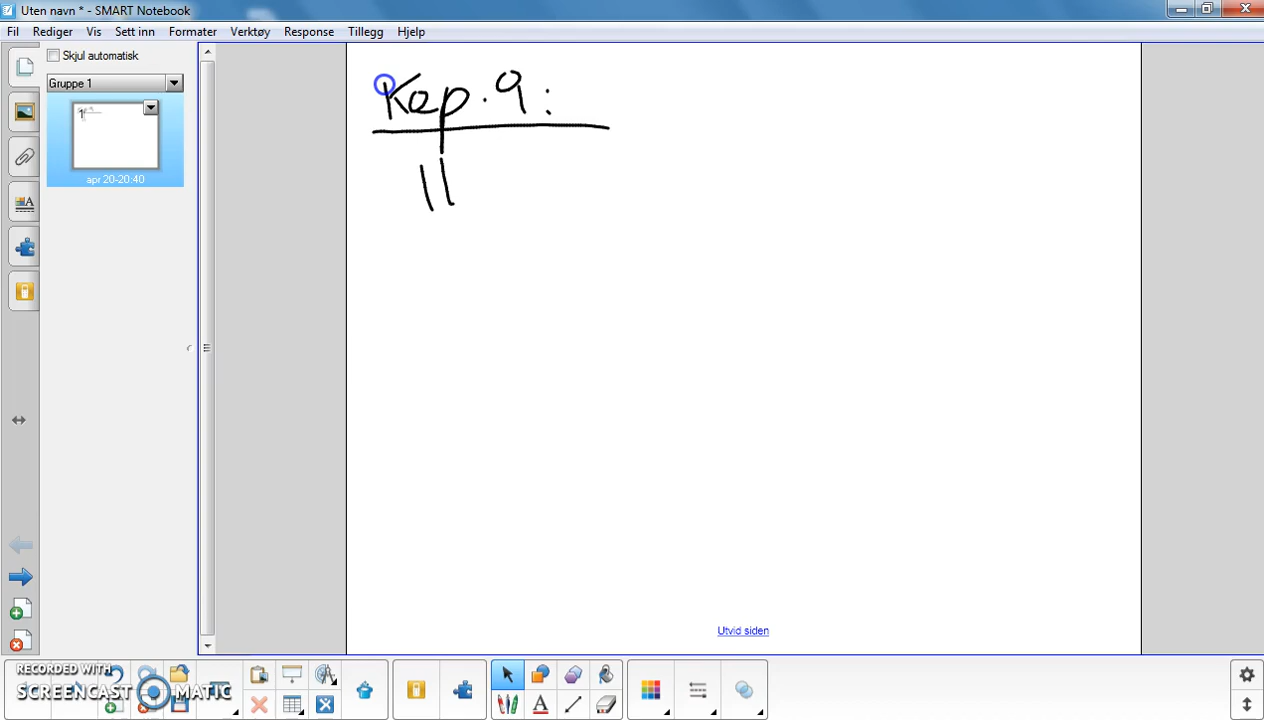 Uten navn * - SMART Notebook
Fil Rediger Vis Sett inn Formater Verktøy Response Tillegg Hjelp
Skjul automatisk
Gruppe 1
apr 20-20:40
Kap. 9:
11
Utvid siden
RECORDED WITH
SCREENCAST MATIC